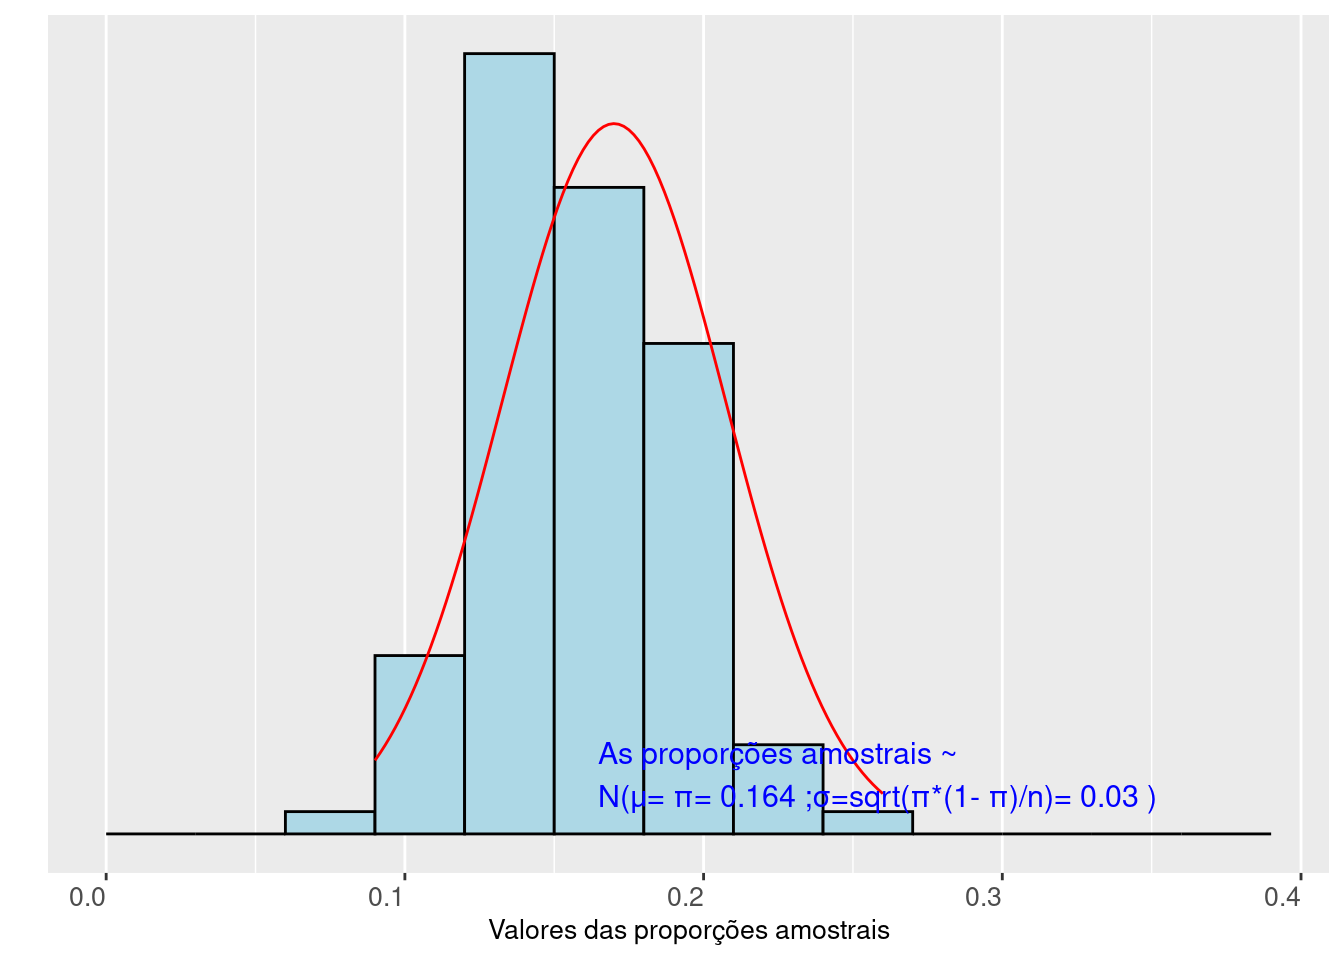 As proporções amostrais ~
N(μ= π= 0.164 ;σ=sqrt(π*(1- π)/n)= 0.03 )
0.0 0.1 0.2 0.3 0.4
Valores das proporções amostrais